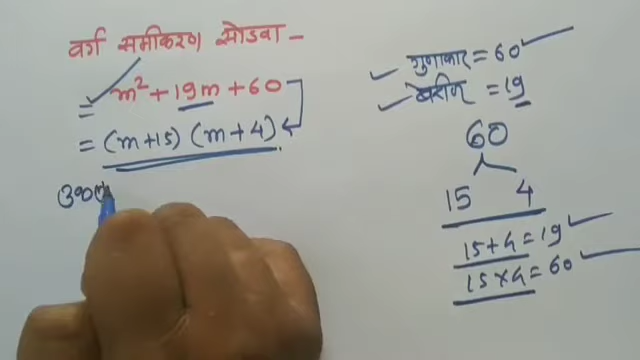 वर्ग समीकरण सोडवा -
= m² + 19m + 60
= (m+15) (m+4)
गुणाकार = 60
बेरीज = 19
60
15 4
15+4=19
15×4=60